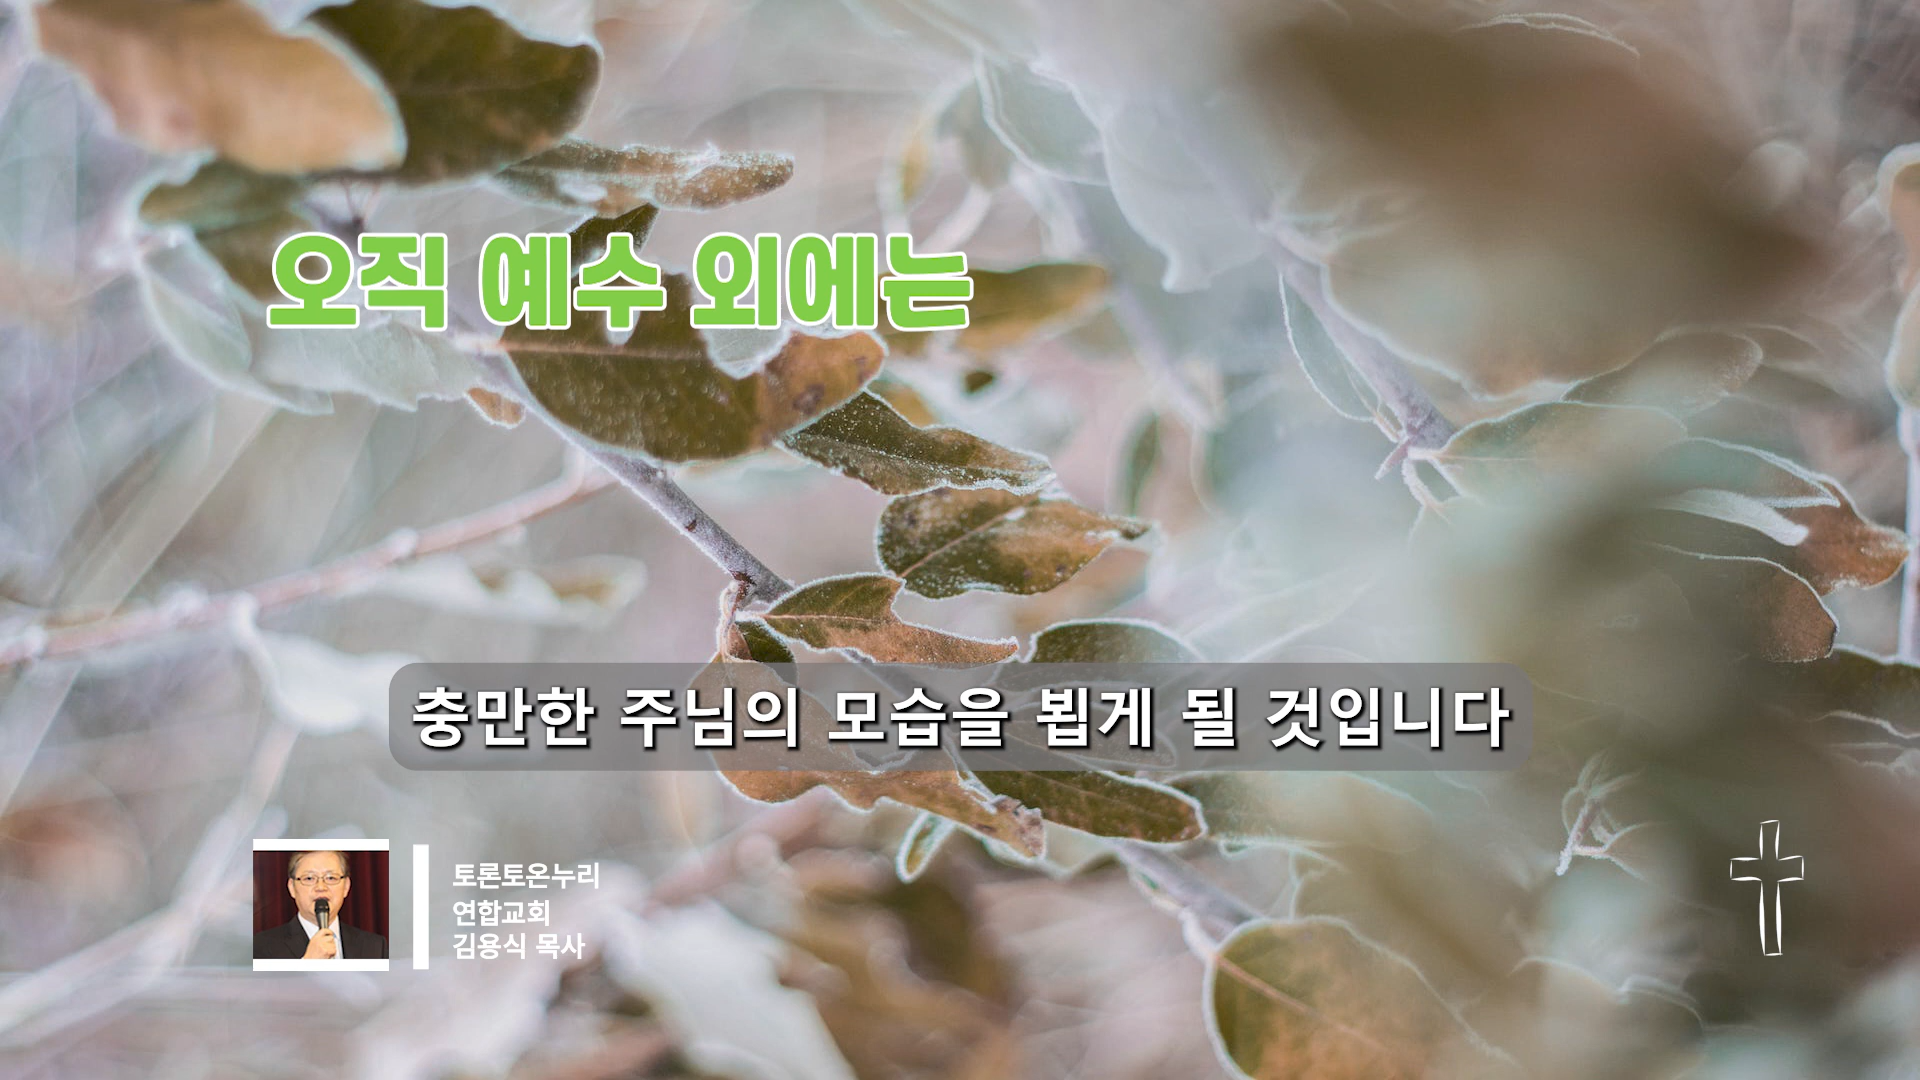 오직 예수 외에는
충만한 주님의 모습을 뵙게 될 것입니다
토론토온누리
연합교회
김용식 목사